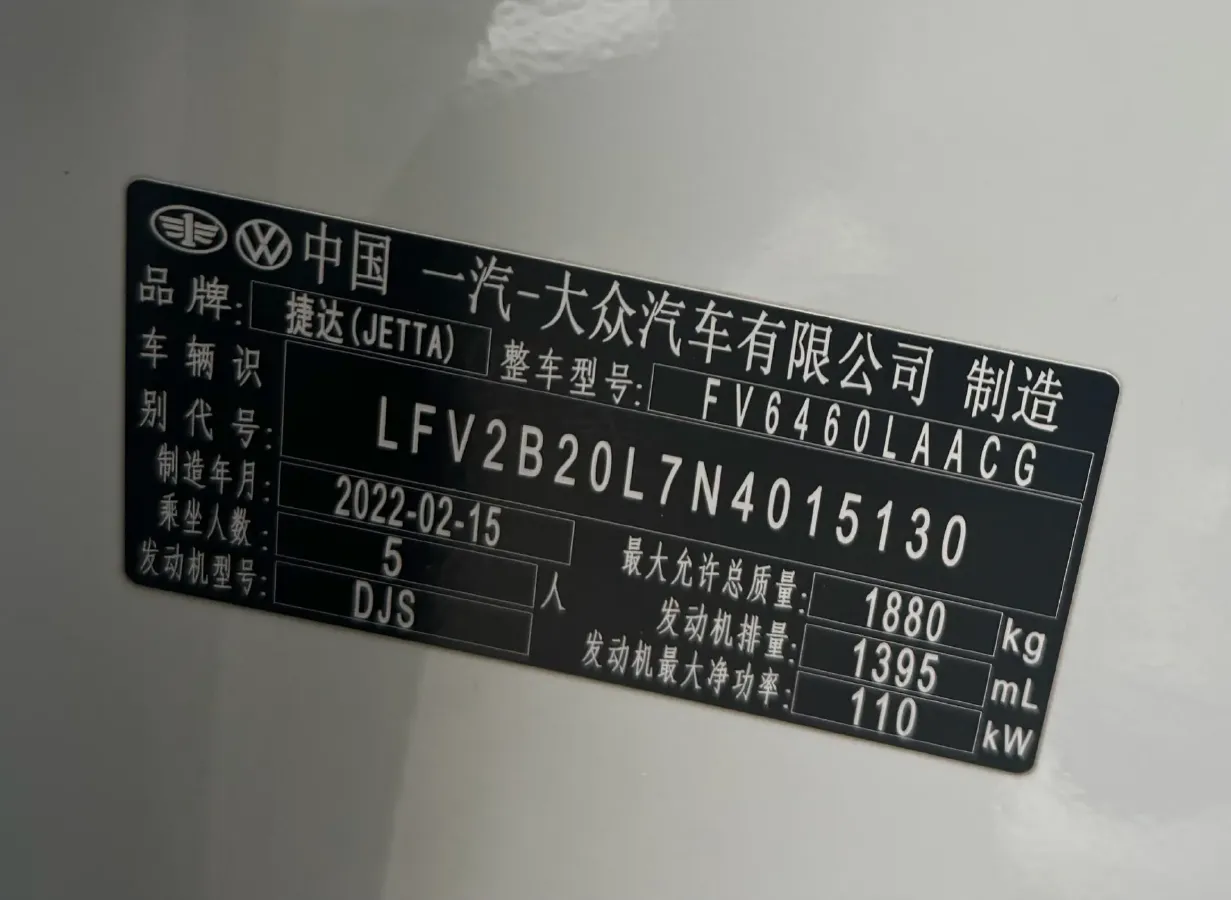 中国 一汽-大众汽车有限公司 制造
品牌: 捷达(JETTA) 整车型号: FV6460LAACG
车辆识别代号: LFV2B20L7N4015130
制造年月: 2022-02-15 最大允许总质量: 1880 kg
乘坐人数: 5 人 发动机排量: 1395 mL
发动机型号: DJS 发动机最大净功率: 110 kW